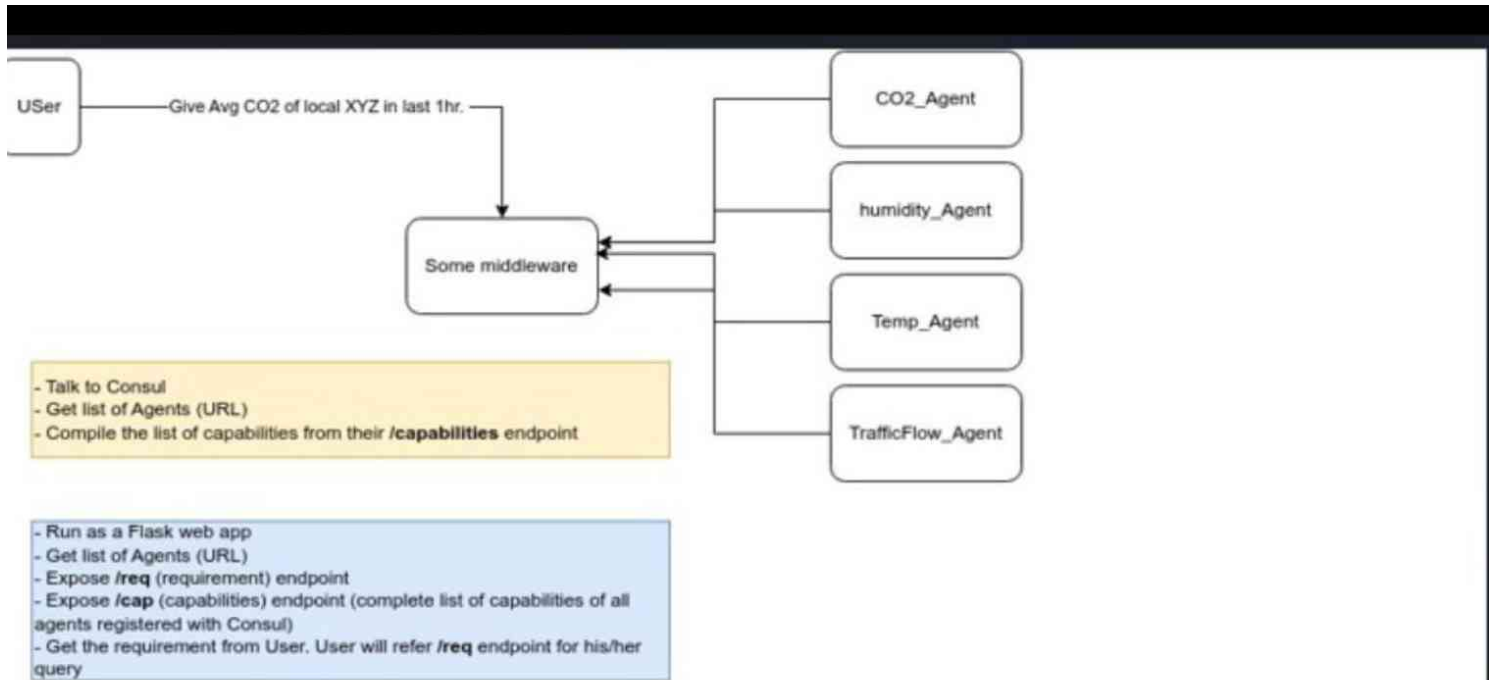 USer
Give Avg CO2 of local XYZ in last 1hr.
CO2_Agent
humidity_Agent
Some middleware
Temp_Agent
TrafficFlow_Agent
- Talk to Consul
- Get list of Agents (URL)
- Compile the list of capabilities from their /capabilities endpoint
- Run as a Flask web app
- Get list of Agents (URL)
- Expose /req (requirement) endpoint
- Expose /cap (capabilities) endpoint (complete list of capabilities of all
agents registered with Consul)
- Get the requirement from User. User will refer /req endpoint for his/her
query